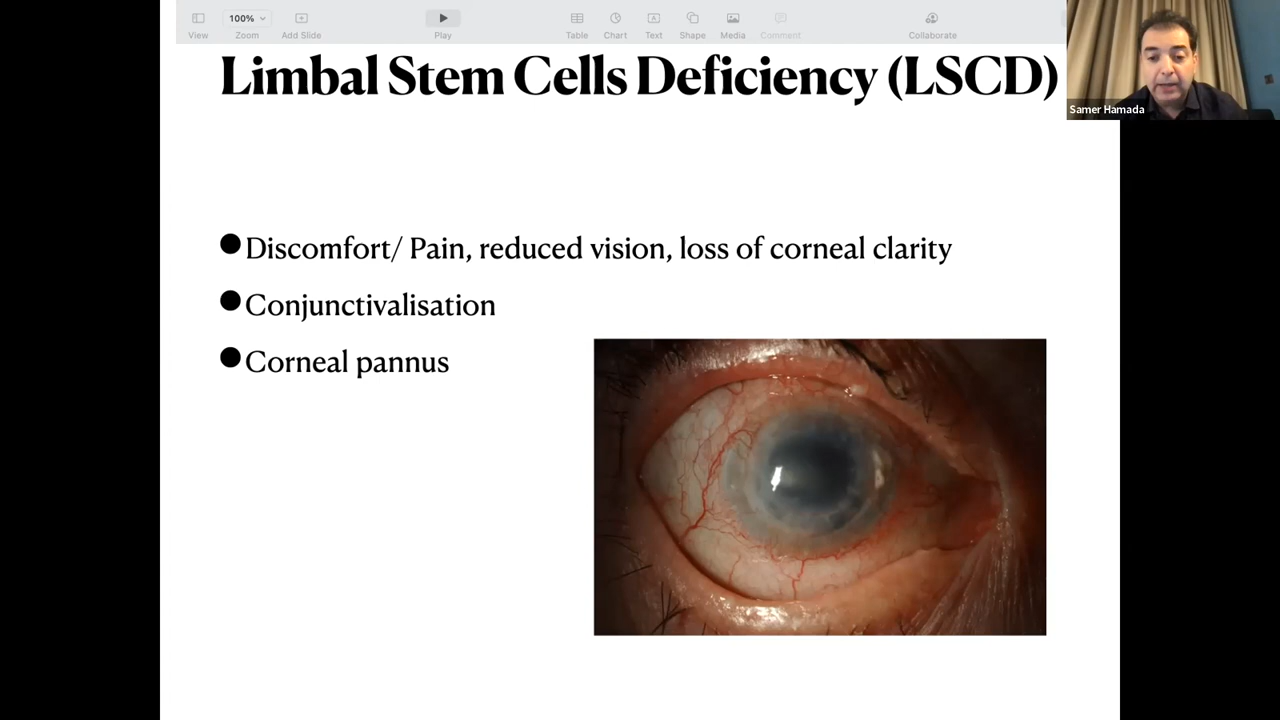 View
100%
Zoom
Add Slide
Play
Table
Chart
Text
Shape
Media
Comment
Collaborate
Samer Hamada
Limbal Stem Cells Deficiency (LSCD)
●Discomfort/ Pain, reduced vision, loss of corneal clarity
●Conjunctivalisation
●Corneal pannus